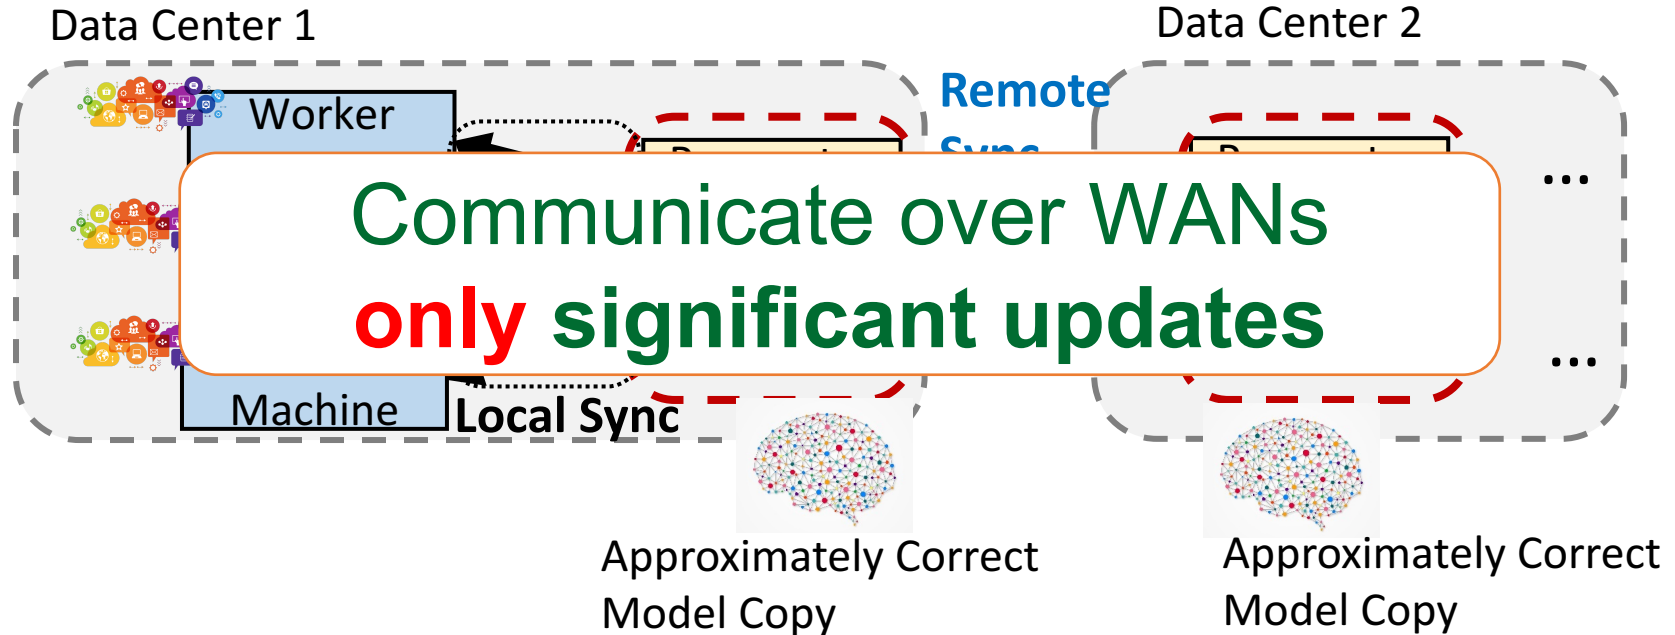 Data Center 1
Data Center 2
Worker
Remote
Sync
Communicate over WANs
only significant updates
...
...
Machine
Local Sync
Approximately Correct
Model Copy
Approximately Correct
Model Copy